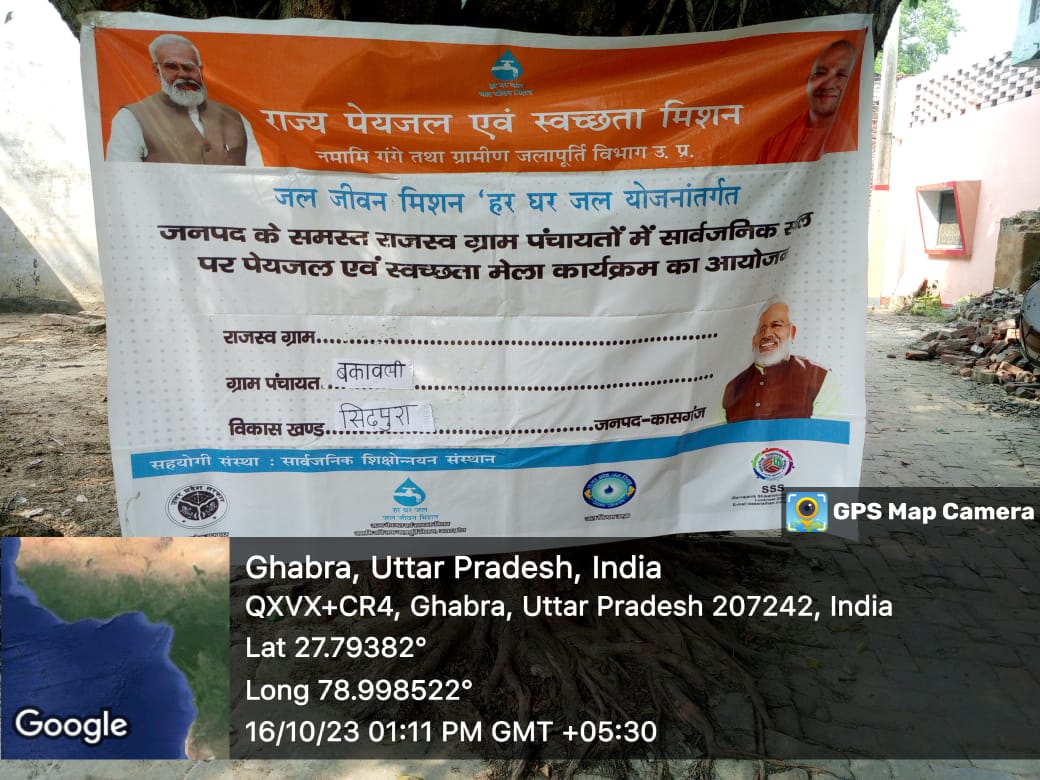 राज्य पेयजल एवं स्वच्छता मिशन
नमामि गंगे तथा ग्रामीण जलापूर्ति विभाग उ. प्र.
जल जीवन मिशन 'हर घर जल योजनांतर्गत
जनपद के समस्त राजस्व ग्राम पंचायतों में सार्वजनिक
पर पेयजल एवं स्वच्छता मेला कार्यक्रम का आयोजन
राजस्व ग्राम........................................
ग्राम पंचायत बकावली........................................
विकास खण्ड सिढ़पुरा........................................जनपद-कासगंज
सहयोगी संस्था : सार्वजनिक शिक्षोन्नयन संस्थान
हर घर जल
जल जीवन मिशन
SSS
GPS Map Camera
Ghabra, Uttar Pradesh, India
QXVX+CR4, Ghabra, Uttar Pradesh 207242, India
Lat 27.79382°
Long 78.998522°
16/10/23 01:11 PM GMT +05:30
Google